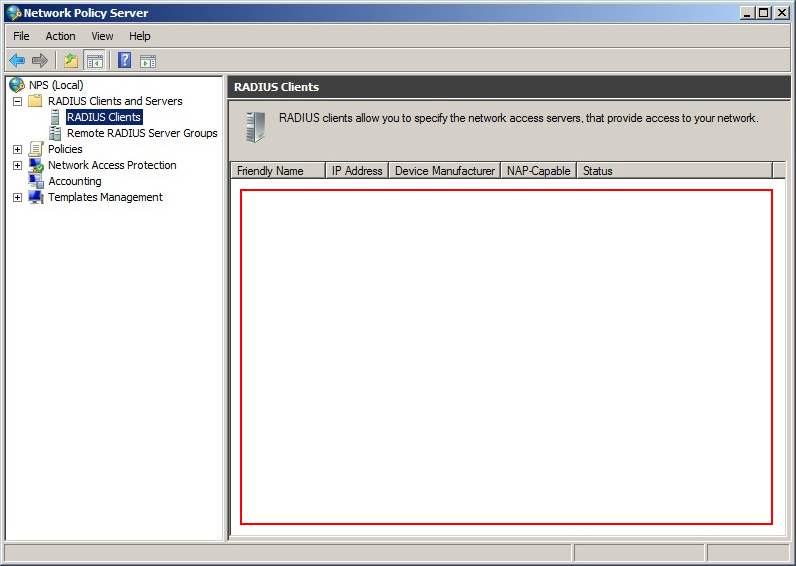 Network Policy Server
File Action View Help
NPS (Local)
RADIUS Clients and Servers
RADIUS Clients
Remote RADIUS Server Groups
Policies
Network Access Protection
Accounting
Templates Management
RADIUS Clients
RADIUS clients allow you to specify the network access servers, that provide access to your network.
Friendly Name IP Address Device Manufacturer NAP-Capable Status